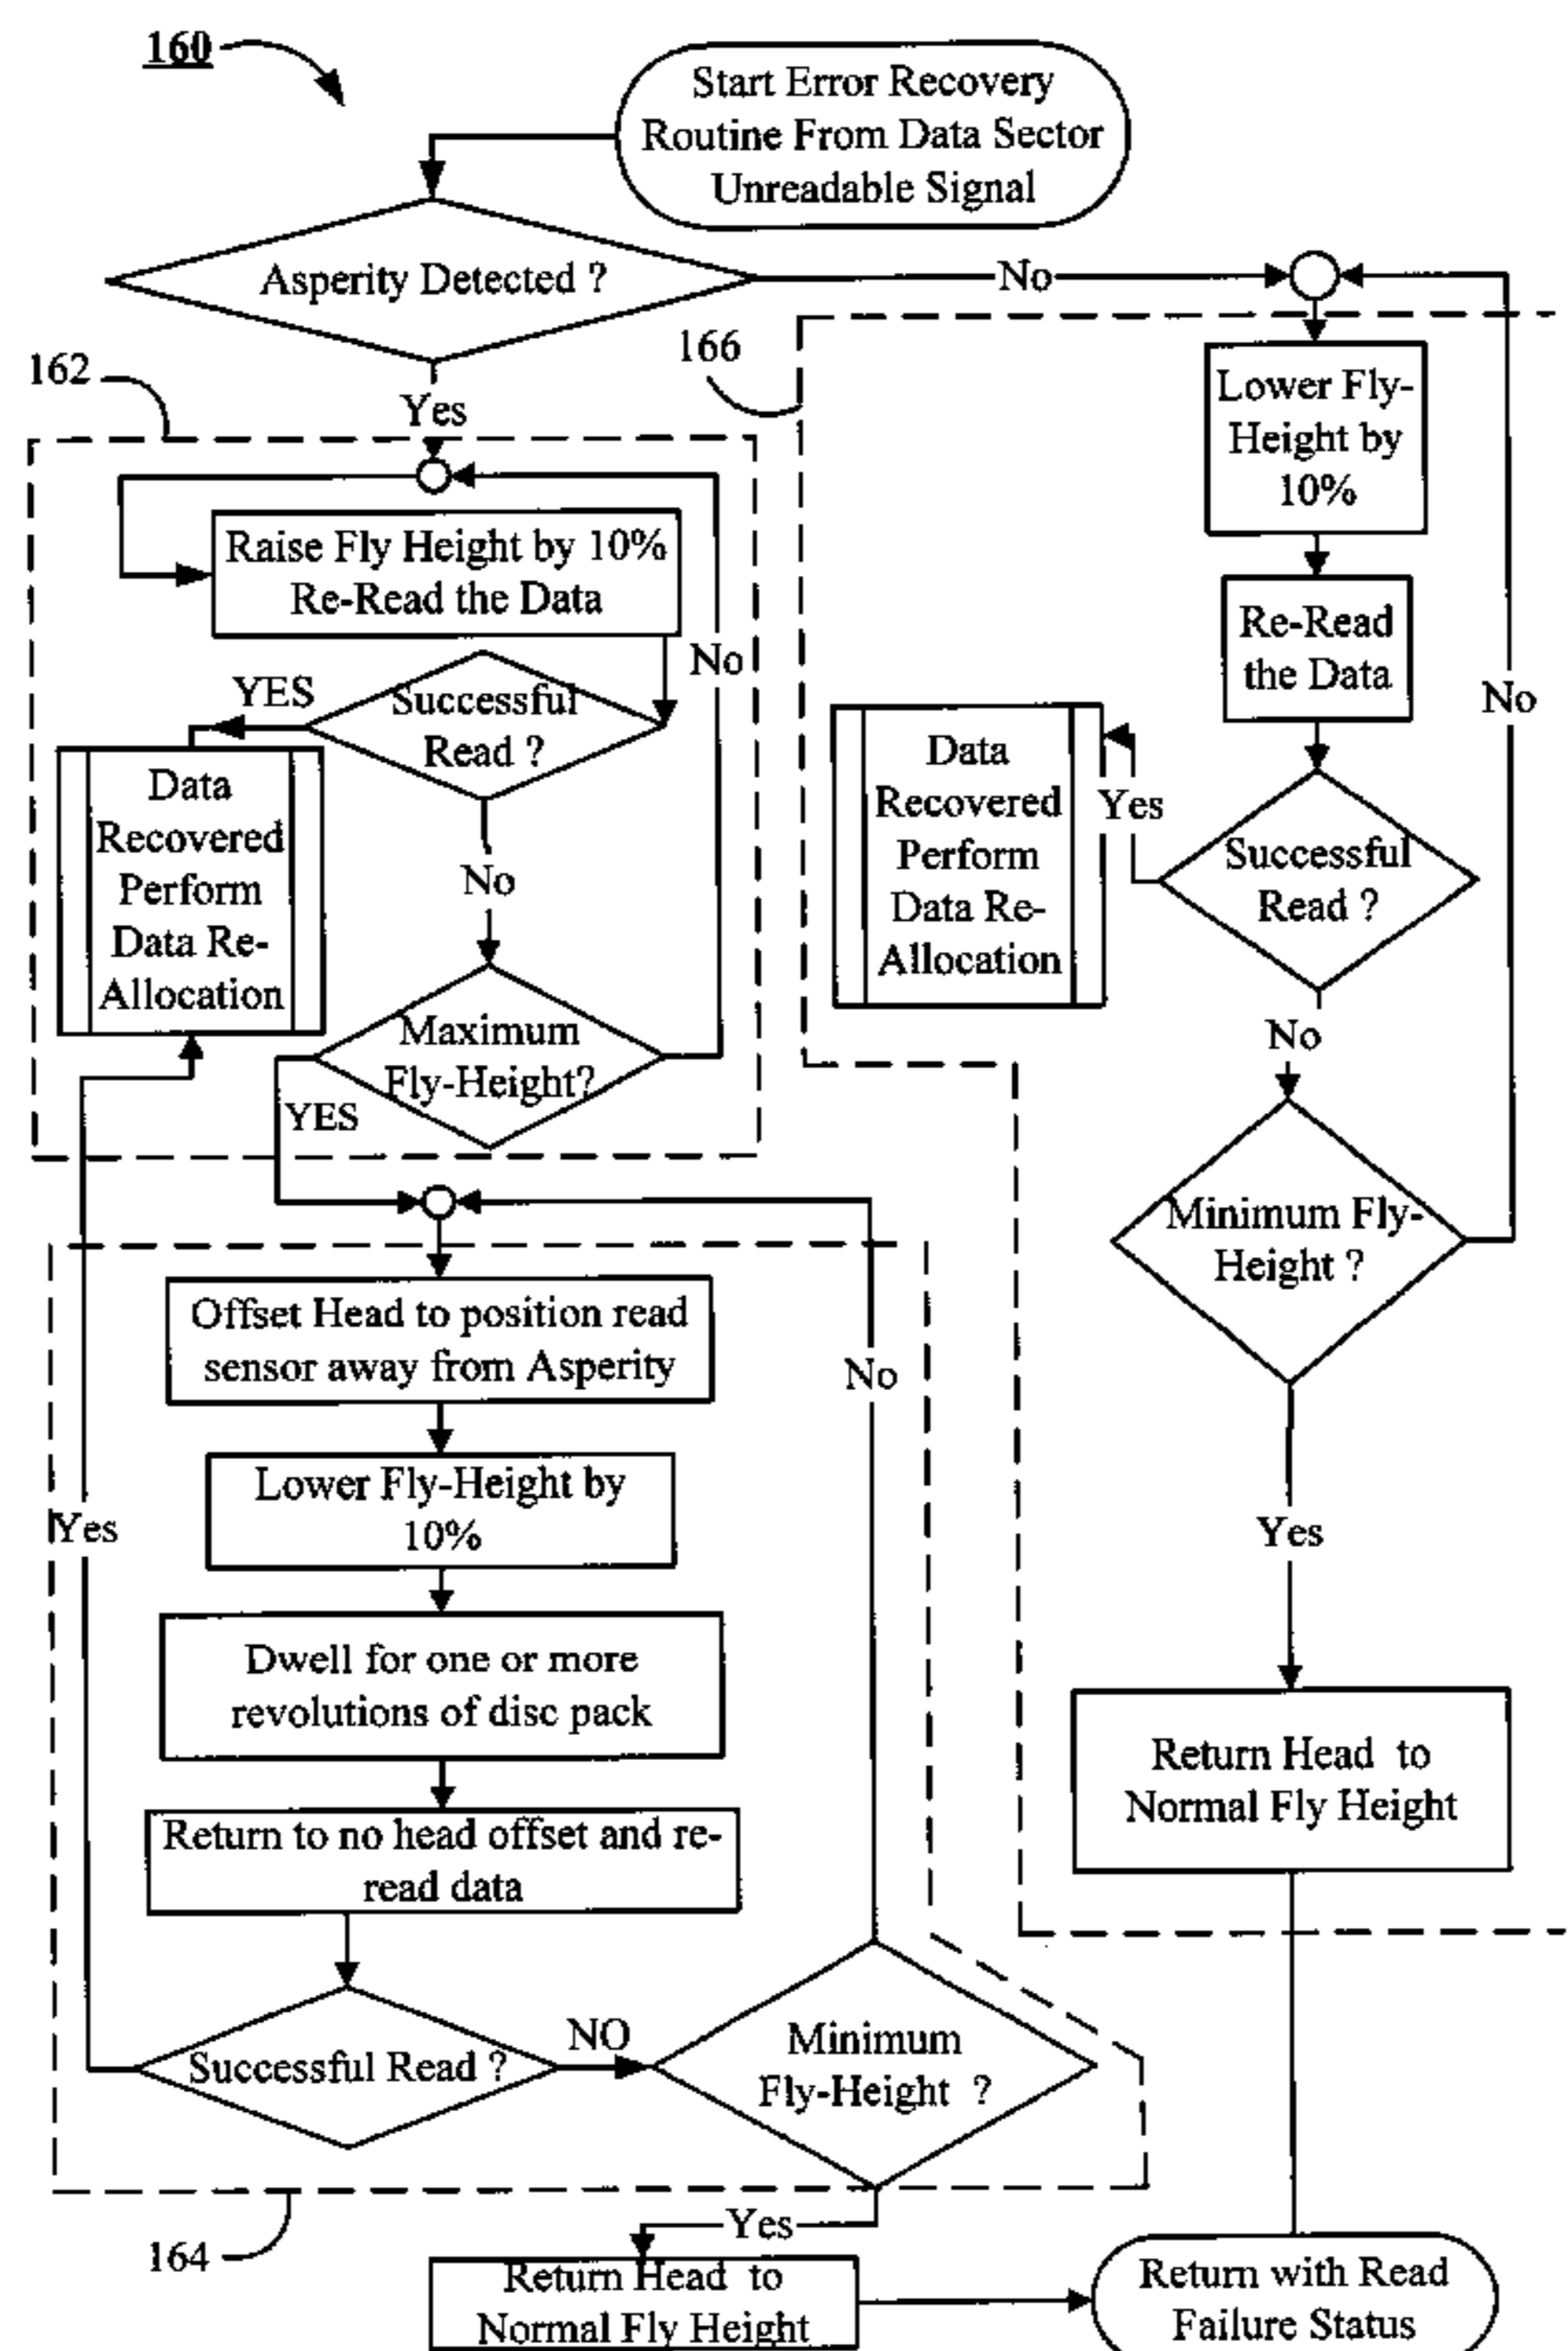 160
Start Error Recovery
Routine From Data Sector
Unreadable Signal
Asperity Detected ?
No
Yes
162
166
Raise Fly Height by 10%
Re-Read the Data
Successful
Read ?
YES
No
Data
Recovered
Perform
Data Re-
Allocation
No
Maximum
Fly-Height?
YES
Lower Fly-
Height by
10%
Re-Read
the Data
No
Data
Recovered
Perform
Data Re-
Allocation
Yes
Successful
Read ?
No
Minimum Fly-
Height ?
Yes
Return Head to
Normal Fly Height
Offset Head to position read
sensor away from Asperity
No
Lower Fly-Height by
10%
Yes
Dwell for one or more
revolutions of disc pack
Return to no head offset and re-
read data
Successful Read ?
NO
Minimum
Fly-Height ?
164
Yes
Return Head to
Normal Fly Height
Return with Read
Failure Status